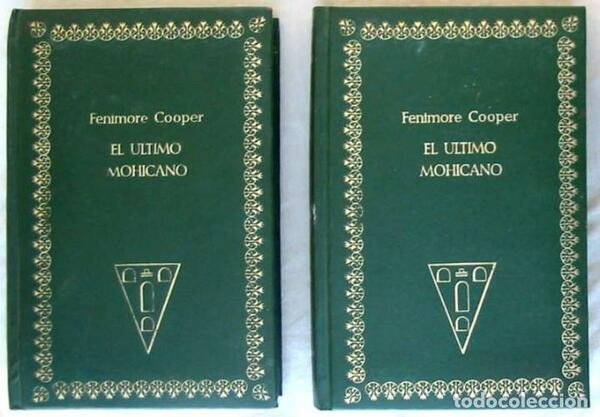 Fenimore Cooper
EL ULTIMO
MOHICANO
Fenimore Cooper
EL ULTIMO
MOHICANO
todocoleccion